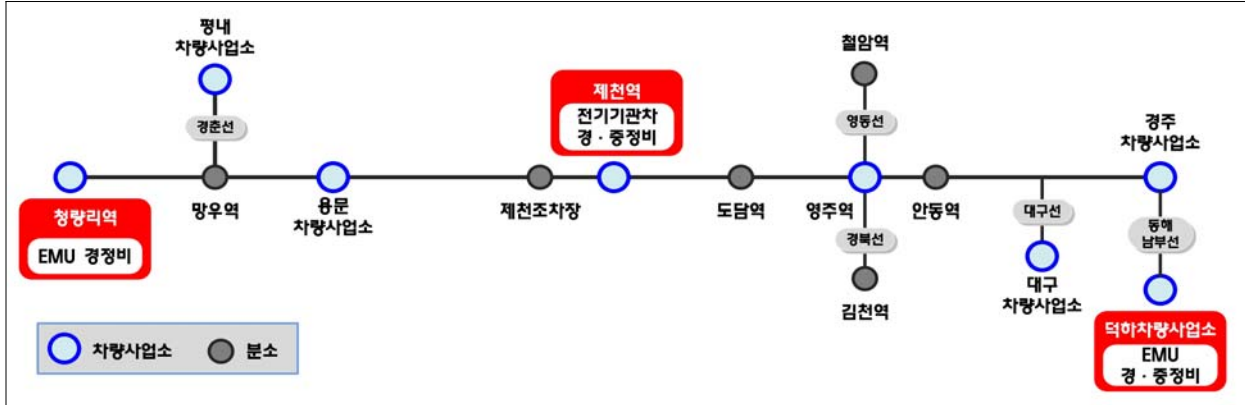 평내
차량사업소
경춘선
청량리역
EMU 경정비
망우역
용문
차량사업소
제천조차장
제천역
전기기관차
경 · 중정비
도담역
철암역
영동선
영주역
경북선
김천역
안동역
대구선
대구
차량사업소
경주
차량사업소
동해
남부선
덕하차량사업소
EMU
경 · 중정비
차량사업소
분소